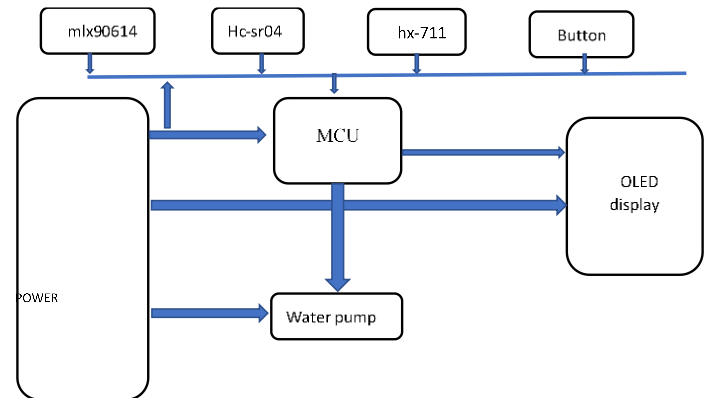 mlx90614
Hc-sr04
hx-711
Button
MCU
OLED
display
POWER
Water pump